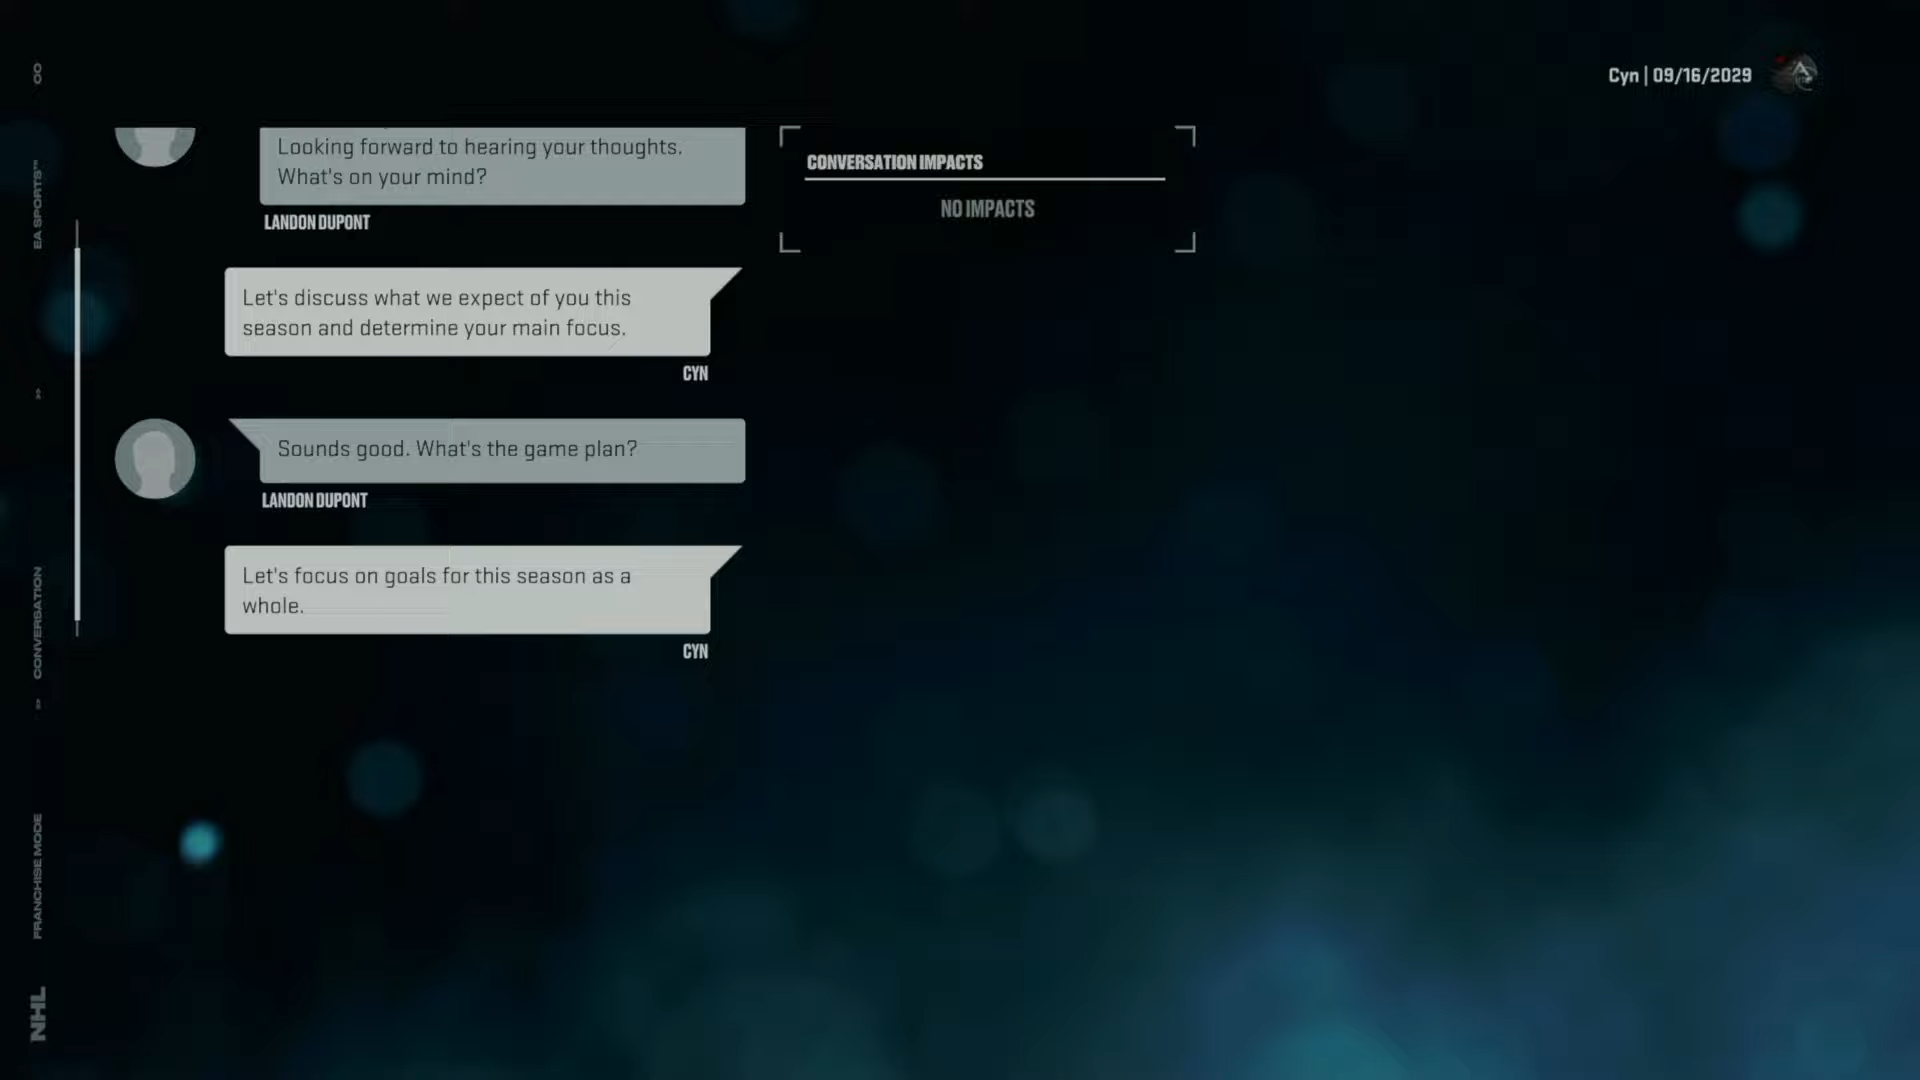 Cyn | 09/16/2029
Looking forward to hearing your thoughts.
What's on your mind?
LANDON DUPONT
Let's discuss what we expect of you this
season and determine your main focus.
CYN
Sounds good. What's the game plan?
LANDON DUPONT
Let's focus on goals for this season as a
whole.
CYN
CONVERSATION IMPACTS
NO IMPACTS
NHL
FRANCHISE MODE
CONVERSATION
EA SPORTS™